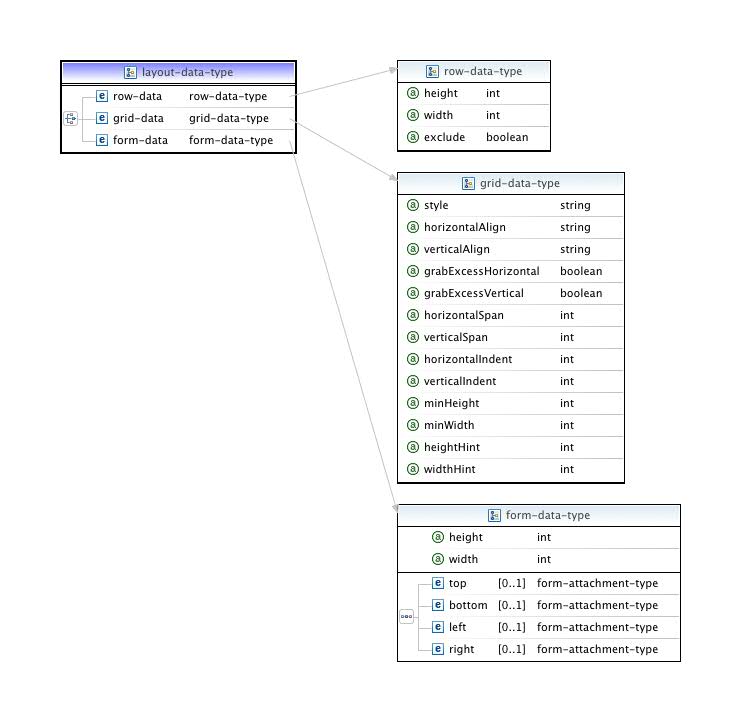 layout-data-type
row-data row-data-type
grid-data grid-data-type
form-data form-data-type
row-data-type
a height int
a width int
a exclude boolean
grid-data-type
a style string
a horizontalAlign string
a verticalAlign string
a grabExcessHorizontal boolean
a grabExcessVertical boolean
a horizontalSpan int
a verticalSpan int
a horizontalIndent int
a verticalIndent int
a minHeight int
a minWidth int
a heightHint int
a widthHint int
form-data-type
a height int
a width int
e top [0..1] form-attachment-type
e bottom [0..1] form-attachment-type
e left [0..1] form-attachment-type
e right [0..1] form-attachment-type